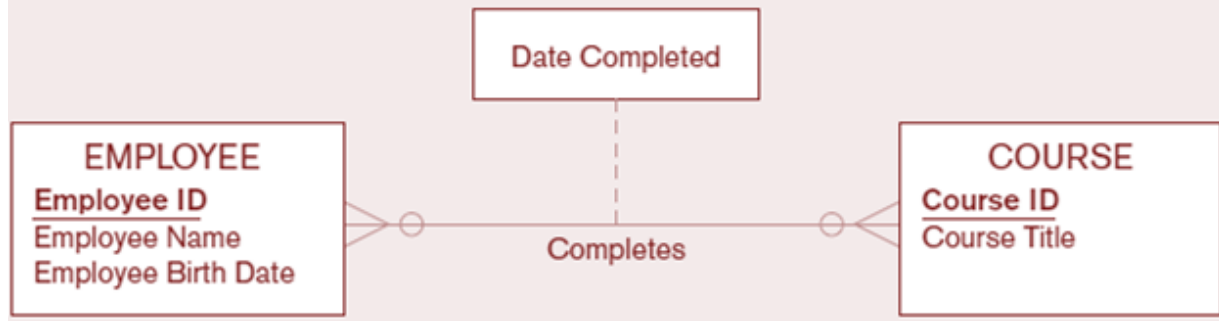 Date Completed
EMPLOYEE
Employee ID
Employee Name
Employee Birth Date
Completes
COURSE
Course ID
Course Title